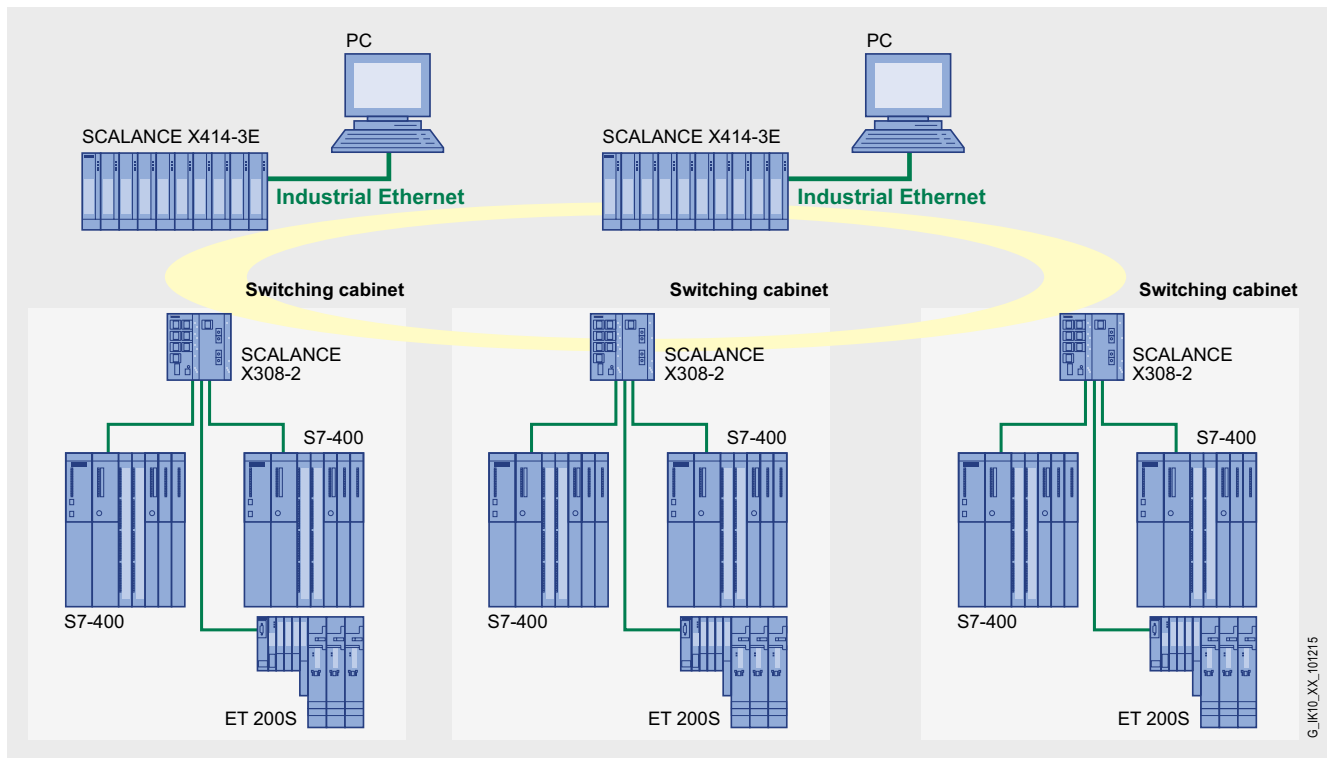 PC
PC
SCALANCE X414-3E
SCALANCE X414-3E
Industrial Ethernet
Industrial Ethernet
Switching cabinet
Switching cabinet
Switching cabinet
SCALANCE
X308-2
SCALANCE
X308-2
SCALANCE
X308-2
S7-400
S7-400
S7-400
S7-400
S7-400
S7-400
ET 200S
ET 200S
ET 200S
G_IK10_XX_101215